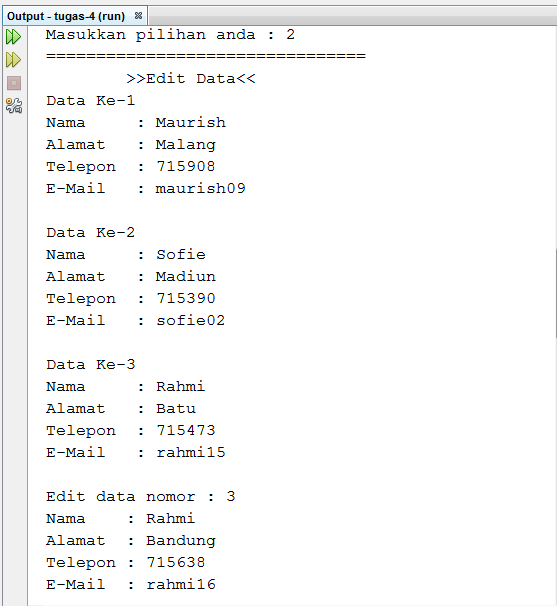 Output - tugas-4 (run)
Masukkan pilihan anda : 2
================================
        >>Edit Data<<
Data Ke-1
Nama     : Maurish
Alamat   : Malang
Telepon  : 715908
E-Mail   : maurish09

Data Ke-2
Nama     : Sofie
Alamat   : Madiun
Telepon  : 715390
E-Mail   : sofie02

Data Ke-3
Nama     : Rahmi
Alamat   : Batu
Telepon  : 715473
E-Mail   : rahmi15

Edit data nomor : 3
Nama    : Rahmi
Alamat  : Bandung
Telepon : 715638
E-Mail  : rahmi16